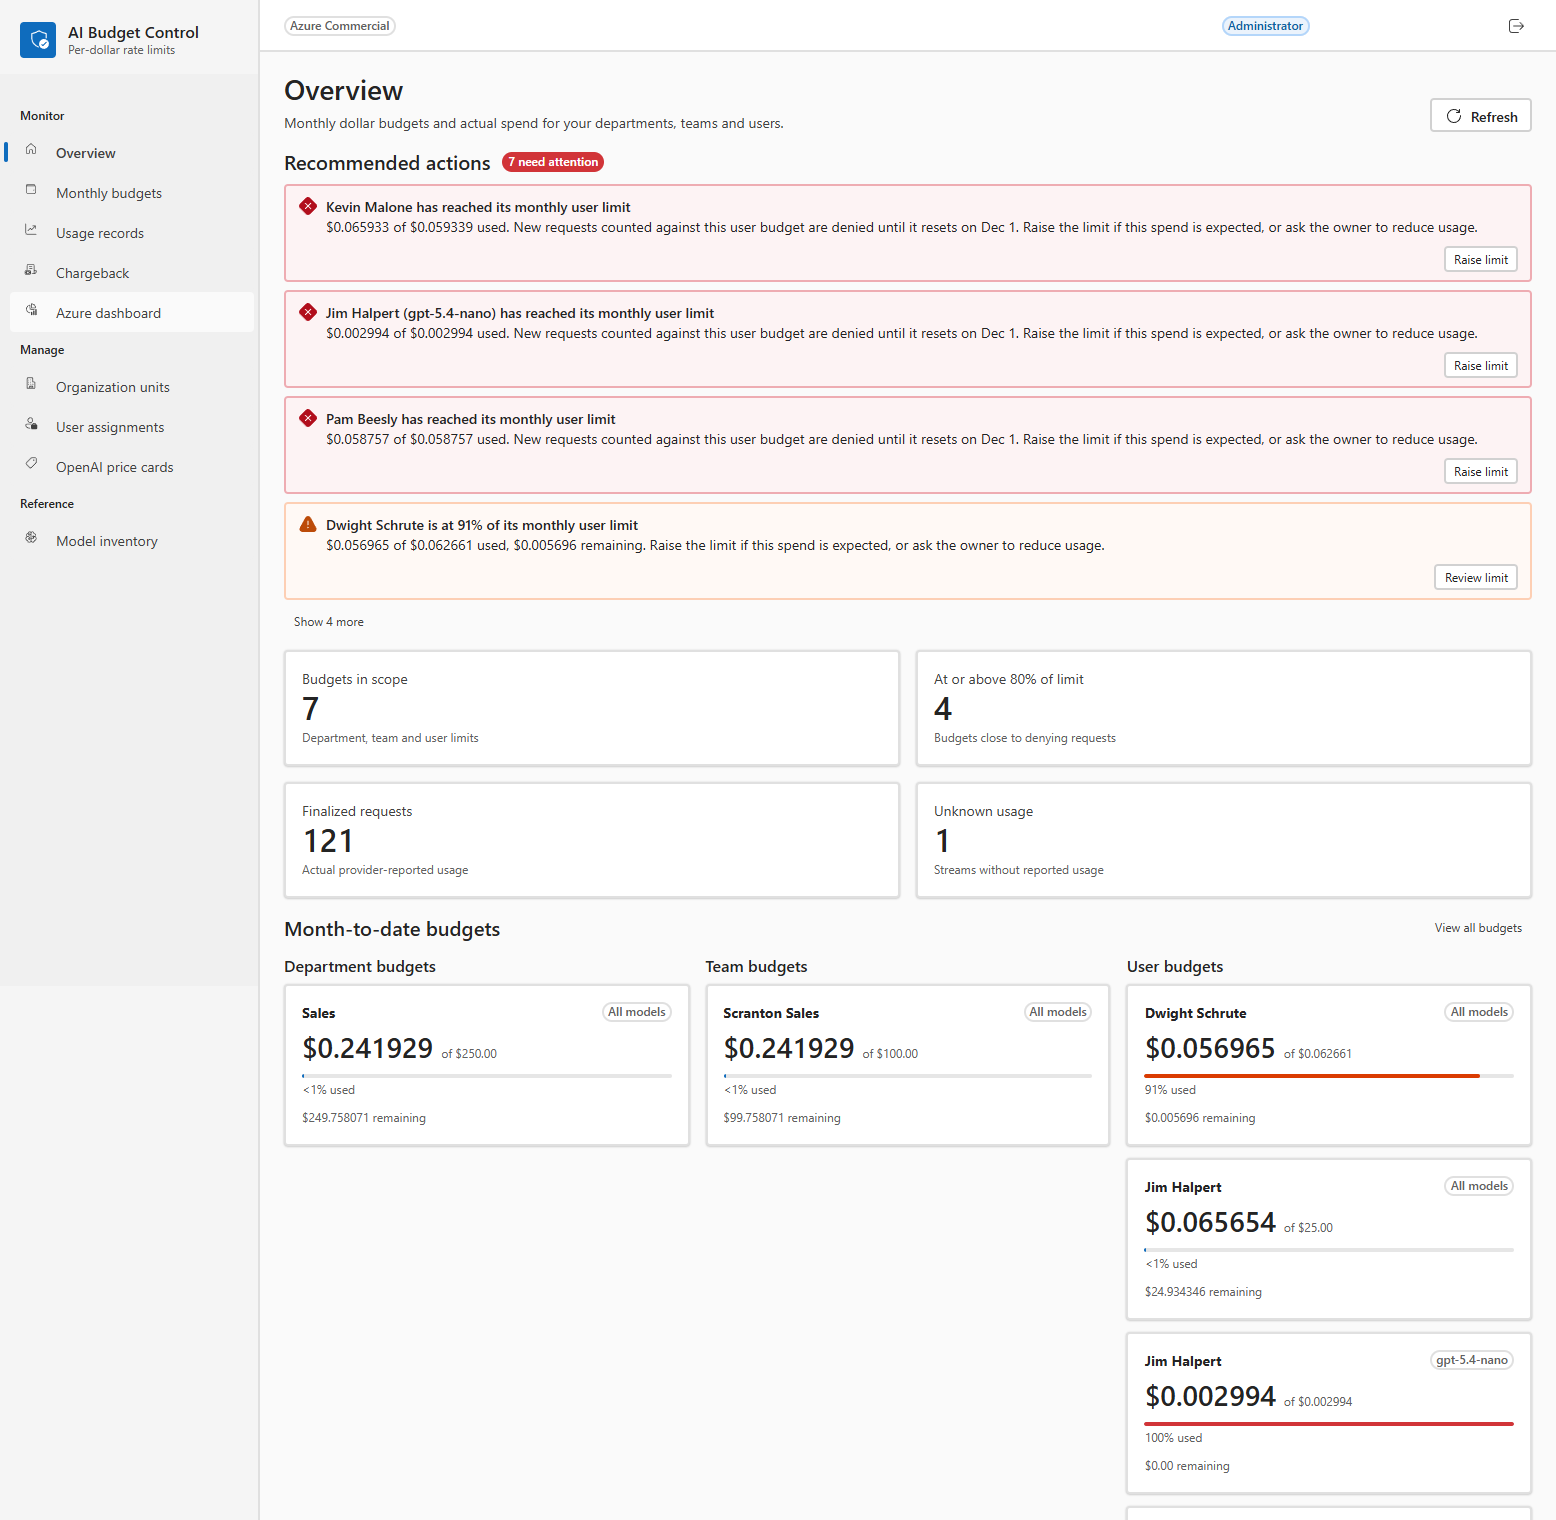 AI Budget Control
Per-dollar rate limits
Azure Commercial
Administrator
Monitor
Overview
Monthly budgets
Usage records
Chargeback
Azure dashboard
Manage
Organization units
User assignments
OpenAI price cards
Reference
Model inventory
Overview
Monthly dollar budgets and actual spend for your departments, teams and users.
Refresh
Recommended actions
7 need attention
Kevin Malone has reached its monthly user limit
$0.065933 of $0.059339 used. New requests counted against this user budget are denied until it resets on Dec 1. Raise the limit if this spend is expected, or ask the owner to reduce usage.
Raise limit
Jim Halpert (gpt-5.4-nano) has reached its monthly user limit
$0.002994 of $0.002994 used. New requests counted against this user budget are denied until it resets on Dec 1. Raise the limit if this spend is expected, or ask the owner to reduce usage.
Raise limit
Pam Beesly has reached its monthly user limit
$0.058757 of $0.058757 used. New requests counted against this user budget are denied until it resets on Dec 1. Raise the limit if this spend is expected, or ask the owner to reduce usage.
Raise limit
Dwight Schrute is at 91% of its monthly user limit
$0.056965 of $0.062661 used, $0.005696 remaining. Raise the limit if this spend is expected, or ask the owner to reduce usage.
Review limit
Show 4 more
Budgets in scope
7
Department, team and user limits
At or above 80% of limit
4
Budgets close to denying requests
Finalized requests
121
Actual provider-reported usage
Unknown usage
1
Streams without reported usage
Month-to-date budgets
View all budgets
Department budgets
Sales
All models
$0.241929 of $250.00
<1% used
$249.758071 remaining
Team budgets
Scranton Sales
All models
$0.241929 of $100.00
<1% used
$99.758071 remaining
User budgets
Dwight Schrute
All models
$0.056965 of $0.062661
91% used
$0.005696 remaining
Jim Halpert
All models
$0.065654 of $25.00
<1% used
$24.934346 remaining
Jim Halpert
gpt-5.4-nano
$0.002994 of $0.002994
100% used
$0.00 remaining